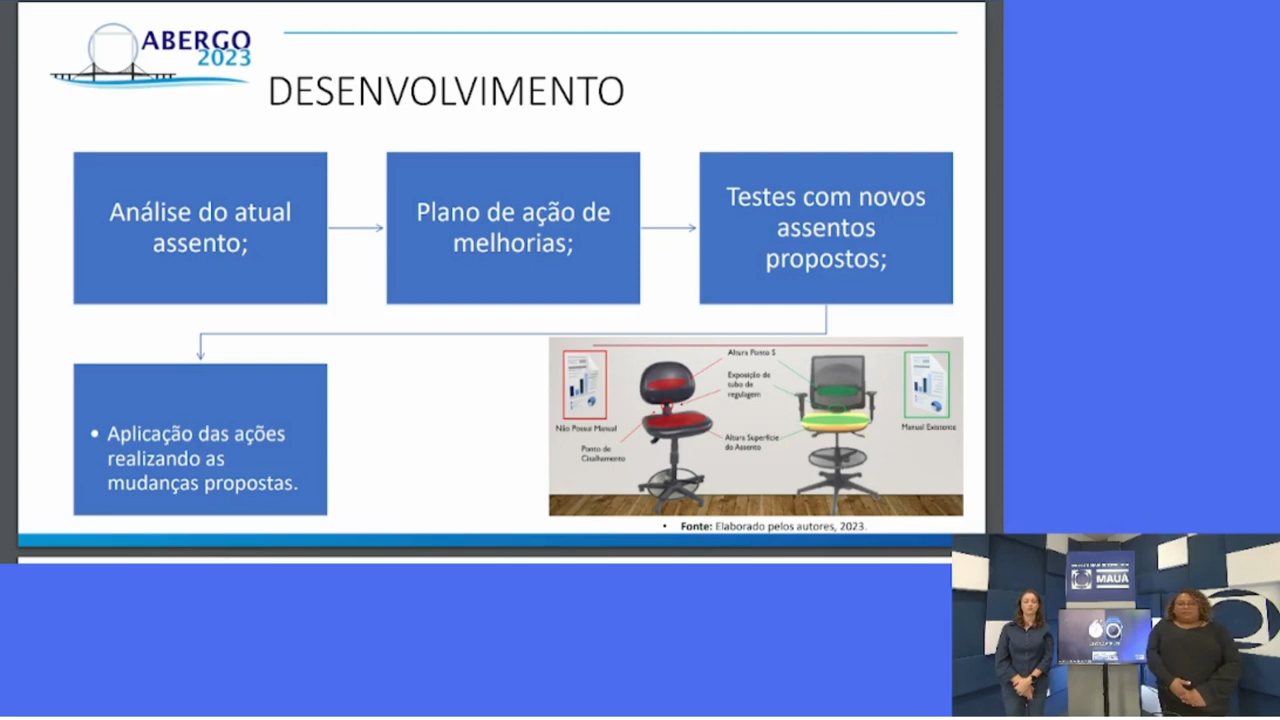 ABERGO
2023
DESENVOLVIMENTO
Análise do atual
assento;
Plano de ação de
melhorias;
Testes com novos
assentos
propostos;
• Aplicação das ações
realizando as
mudanças propostas.
Altura Ponto S
Exposição de
tubo de
regulagem
Não Possui Manual
Manual Existente
Ponto de
Cisalhamento
Altura Superfície
do Assento
• Fonte: Elaborado pelos autores, 2023.
MAUÁ